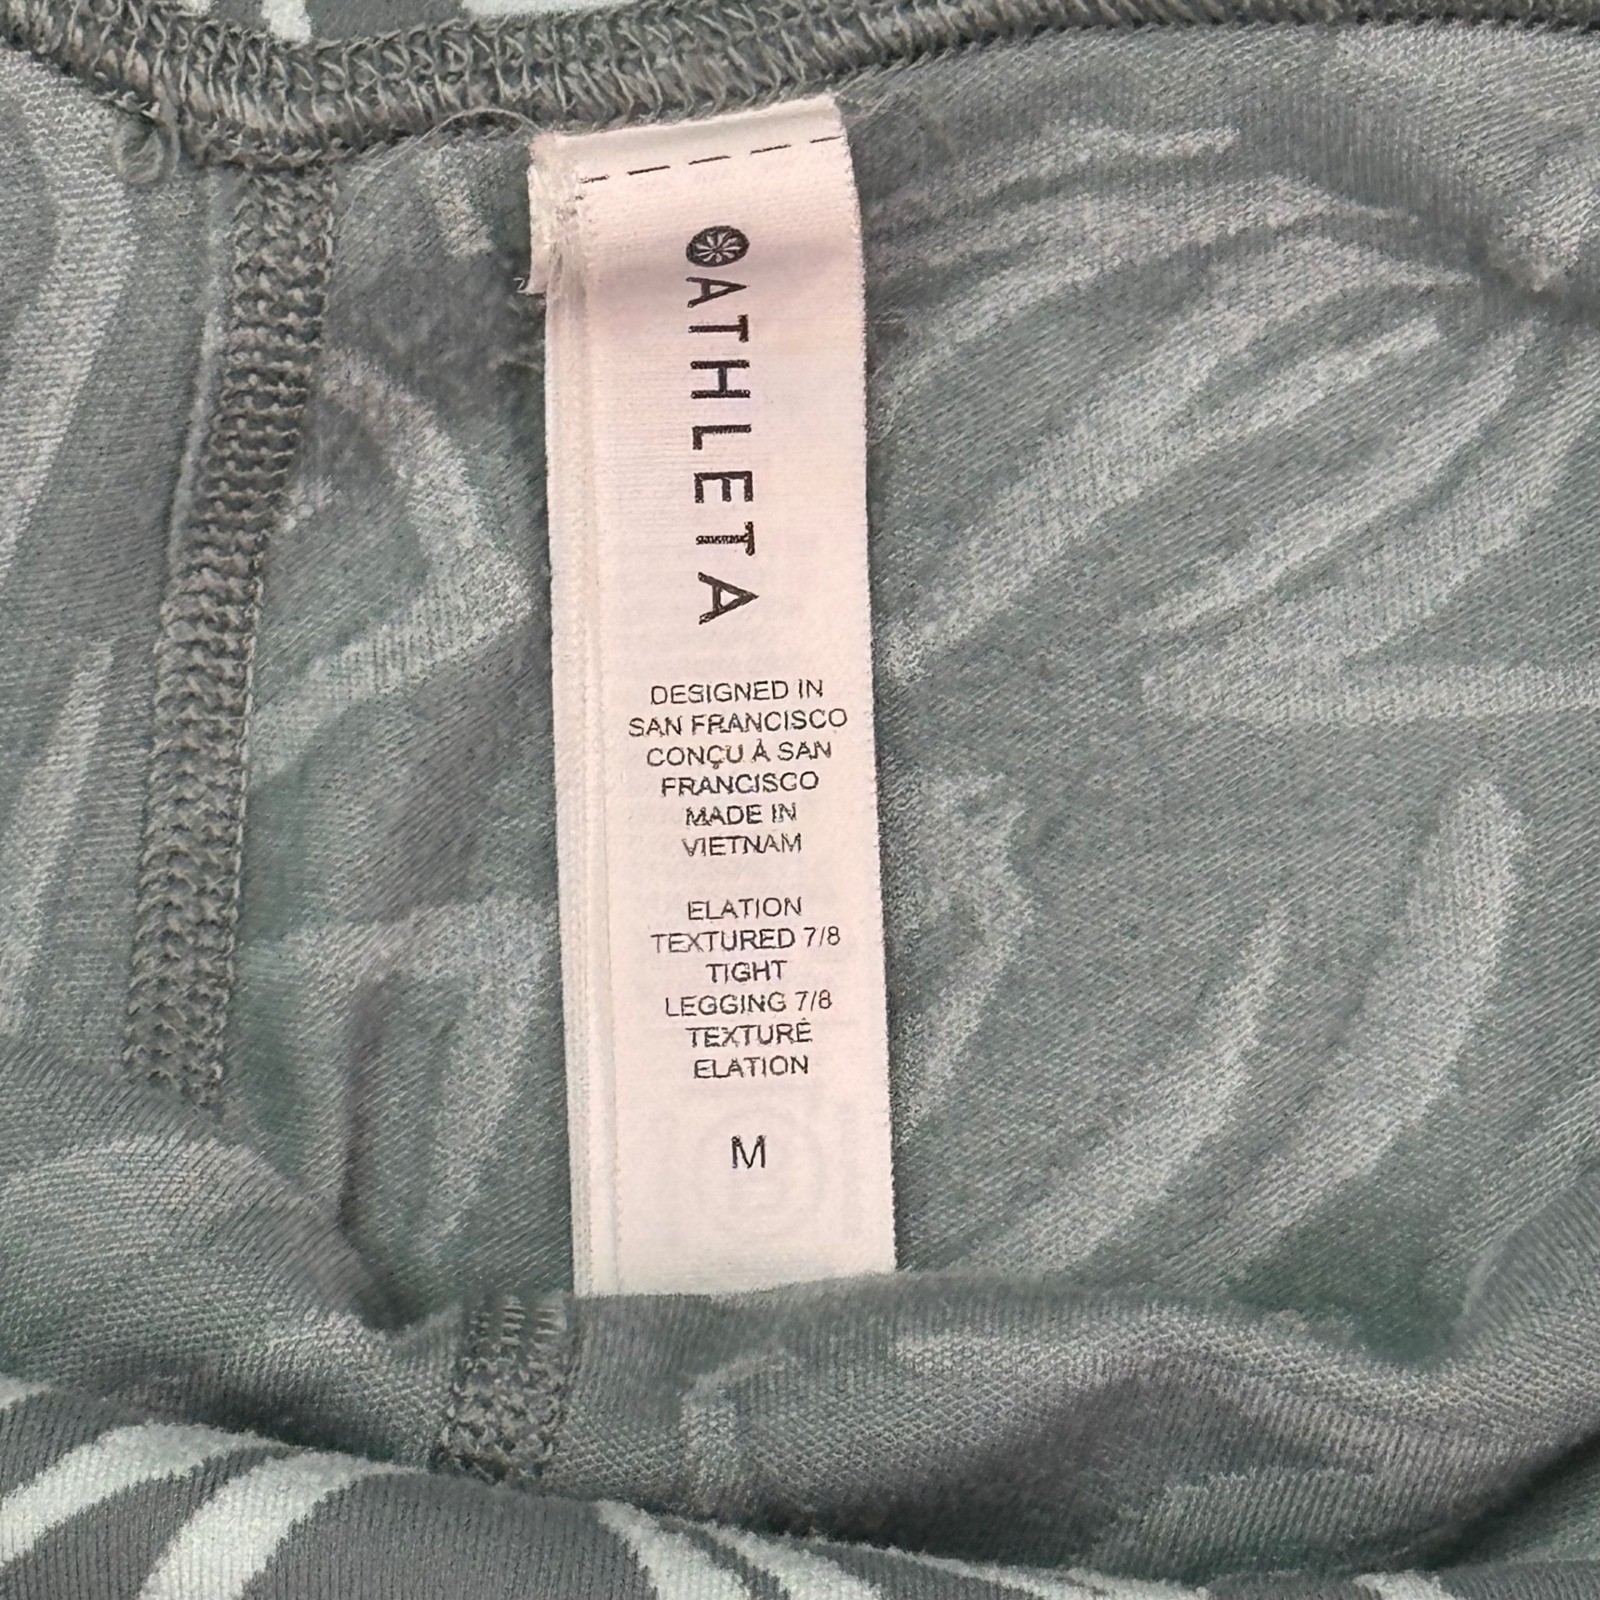 ATHLETA
DESIGNED IN
SAN FRANCISCO
CONÇU À SAN
FRANCISCO
MADE IN
VIETNAM
ELATION
TEXTURED 7/8
TIGHT
LEGGING 7/8
TEXTURÉ
ELATION
M